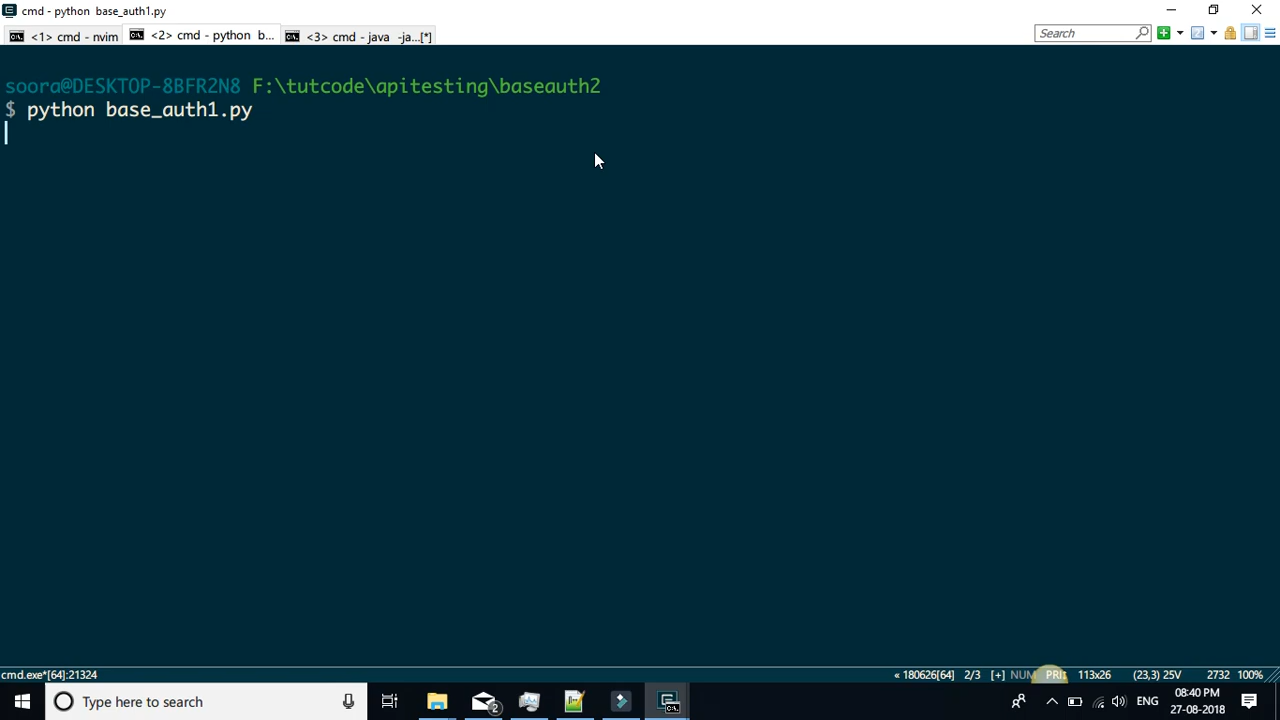 cmd - python  base_auth1.py
<1> cmd - nvim
<2> cmd - python  b...
<3> cmd - java  -ja...[*]
Search
soora@DESKTOP-8BFR2N8 F:\tutcode\apitesting\baseauth2
$ python base_auth1.py
cmd.exe*[64]:21324
« 180626[64]  2/3  [+] NUM  PRI:  113x26  (23,3) 25V  2732  100%
Type here to search
2
ENG
08:40 PM
27-08-2018